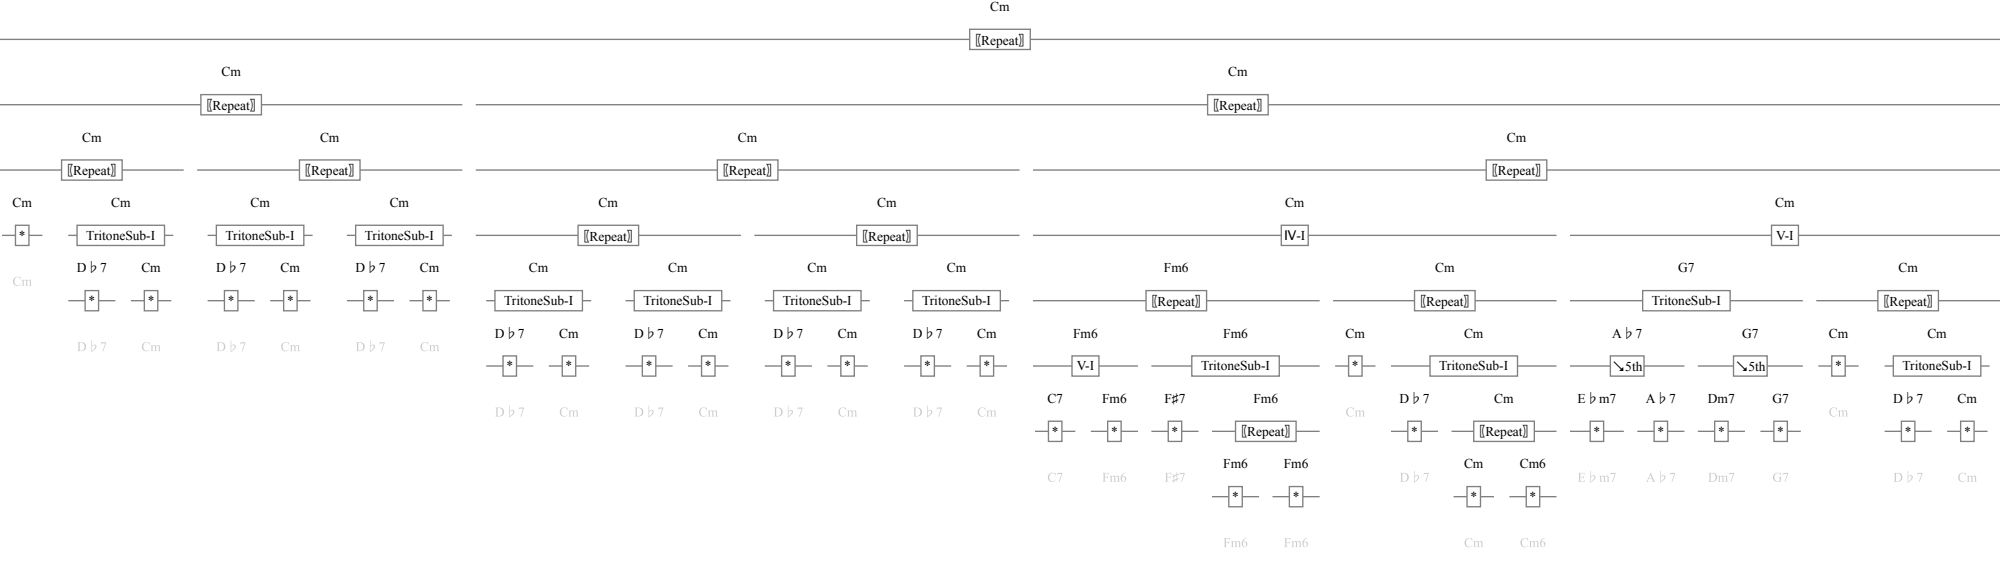 Cm
⟦Repeat⟧
Cm Cm
⟦Repeat⟧ ⟦Repeat⟧
Cm Cm Cm Cm
⟦Repeat⟧ ⟦Repeat⟧ ⟦Repeat⟧ ⟦Repeat⟧
Cm Cm Cm Cm Cm Cm Cm Cm
* TritoneSub-I TritoneSub-I TritoneSub-I ⟦Repeat⟧ ⟦Repeat⟧ Ⅳ-I V-I
Cm D♭7 Cm D♭7 Cm D♭7 Cm Cm Cm Cm Cm Fm6 Cm G7 Cm
* * * * * * TritoneSub-I TritoneSub-I TritoneSub-I TritoneSub-I ⟦Repeat⟧ ⟦Repeat⟧ TritoneSub-I ⟦Repeat⟧
D♭7 Cm D♭7 Cm D♭7 Cm D♭7 Cm D♭7 Cm D♭7 Cm D♭7 Cm Fm6 Fm6 Cm Cm A♭7 G7 Cm Cm
* * * * * * * * V-I TritoneSub-I * TritoneSub-I ↘5th ↘5th * TritoneSub-I
D♭7 Cm D♭7 Cm D♭7 Cm D♭7 Cm C7 Fm6 F♯7 Fm6 Cm D♭7 Cm E♭m7 A♭7 Dm7 G7 Cm D♭7 Cm
* * * ⟦Repeat⟧ * ⟦Repeat⟧ * * * * * *
C7 Fm6 F♯7 Fm6 Fm6 D♭7 Cm Cm6 E♭m7 A♭7 Dm7 G7 D♭7 Cm
* * * *
Fm6 Fm6 Cm Cm6